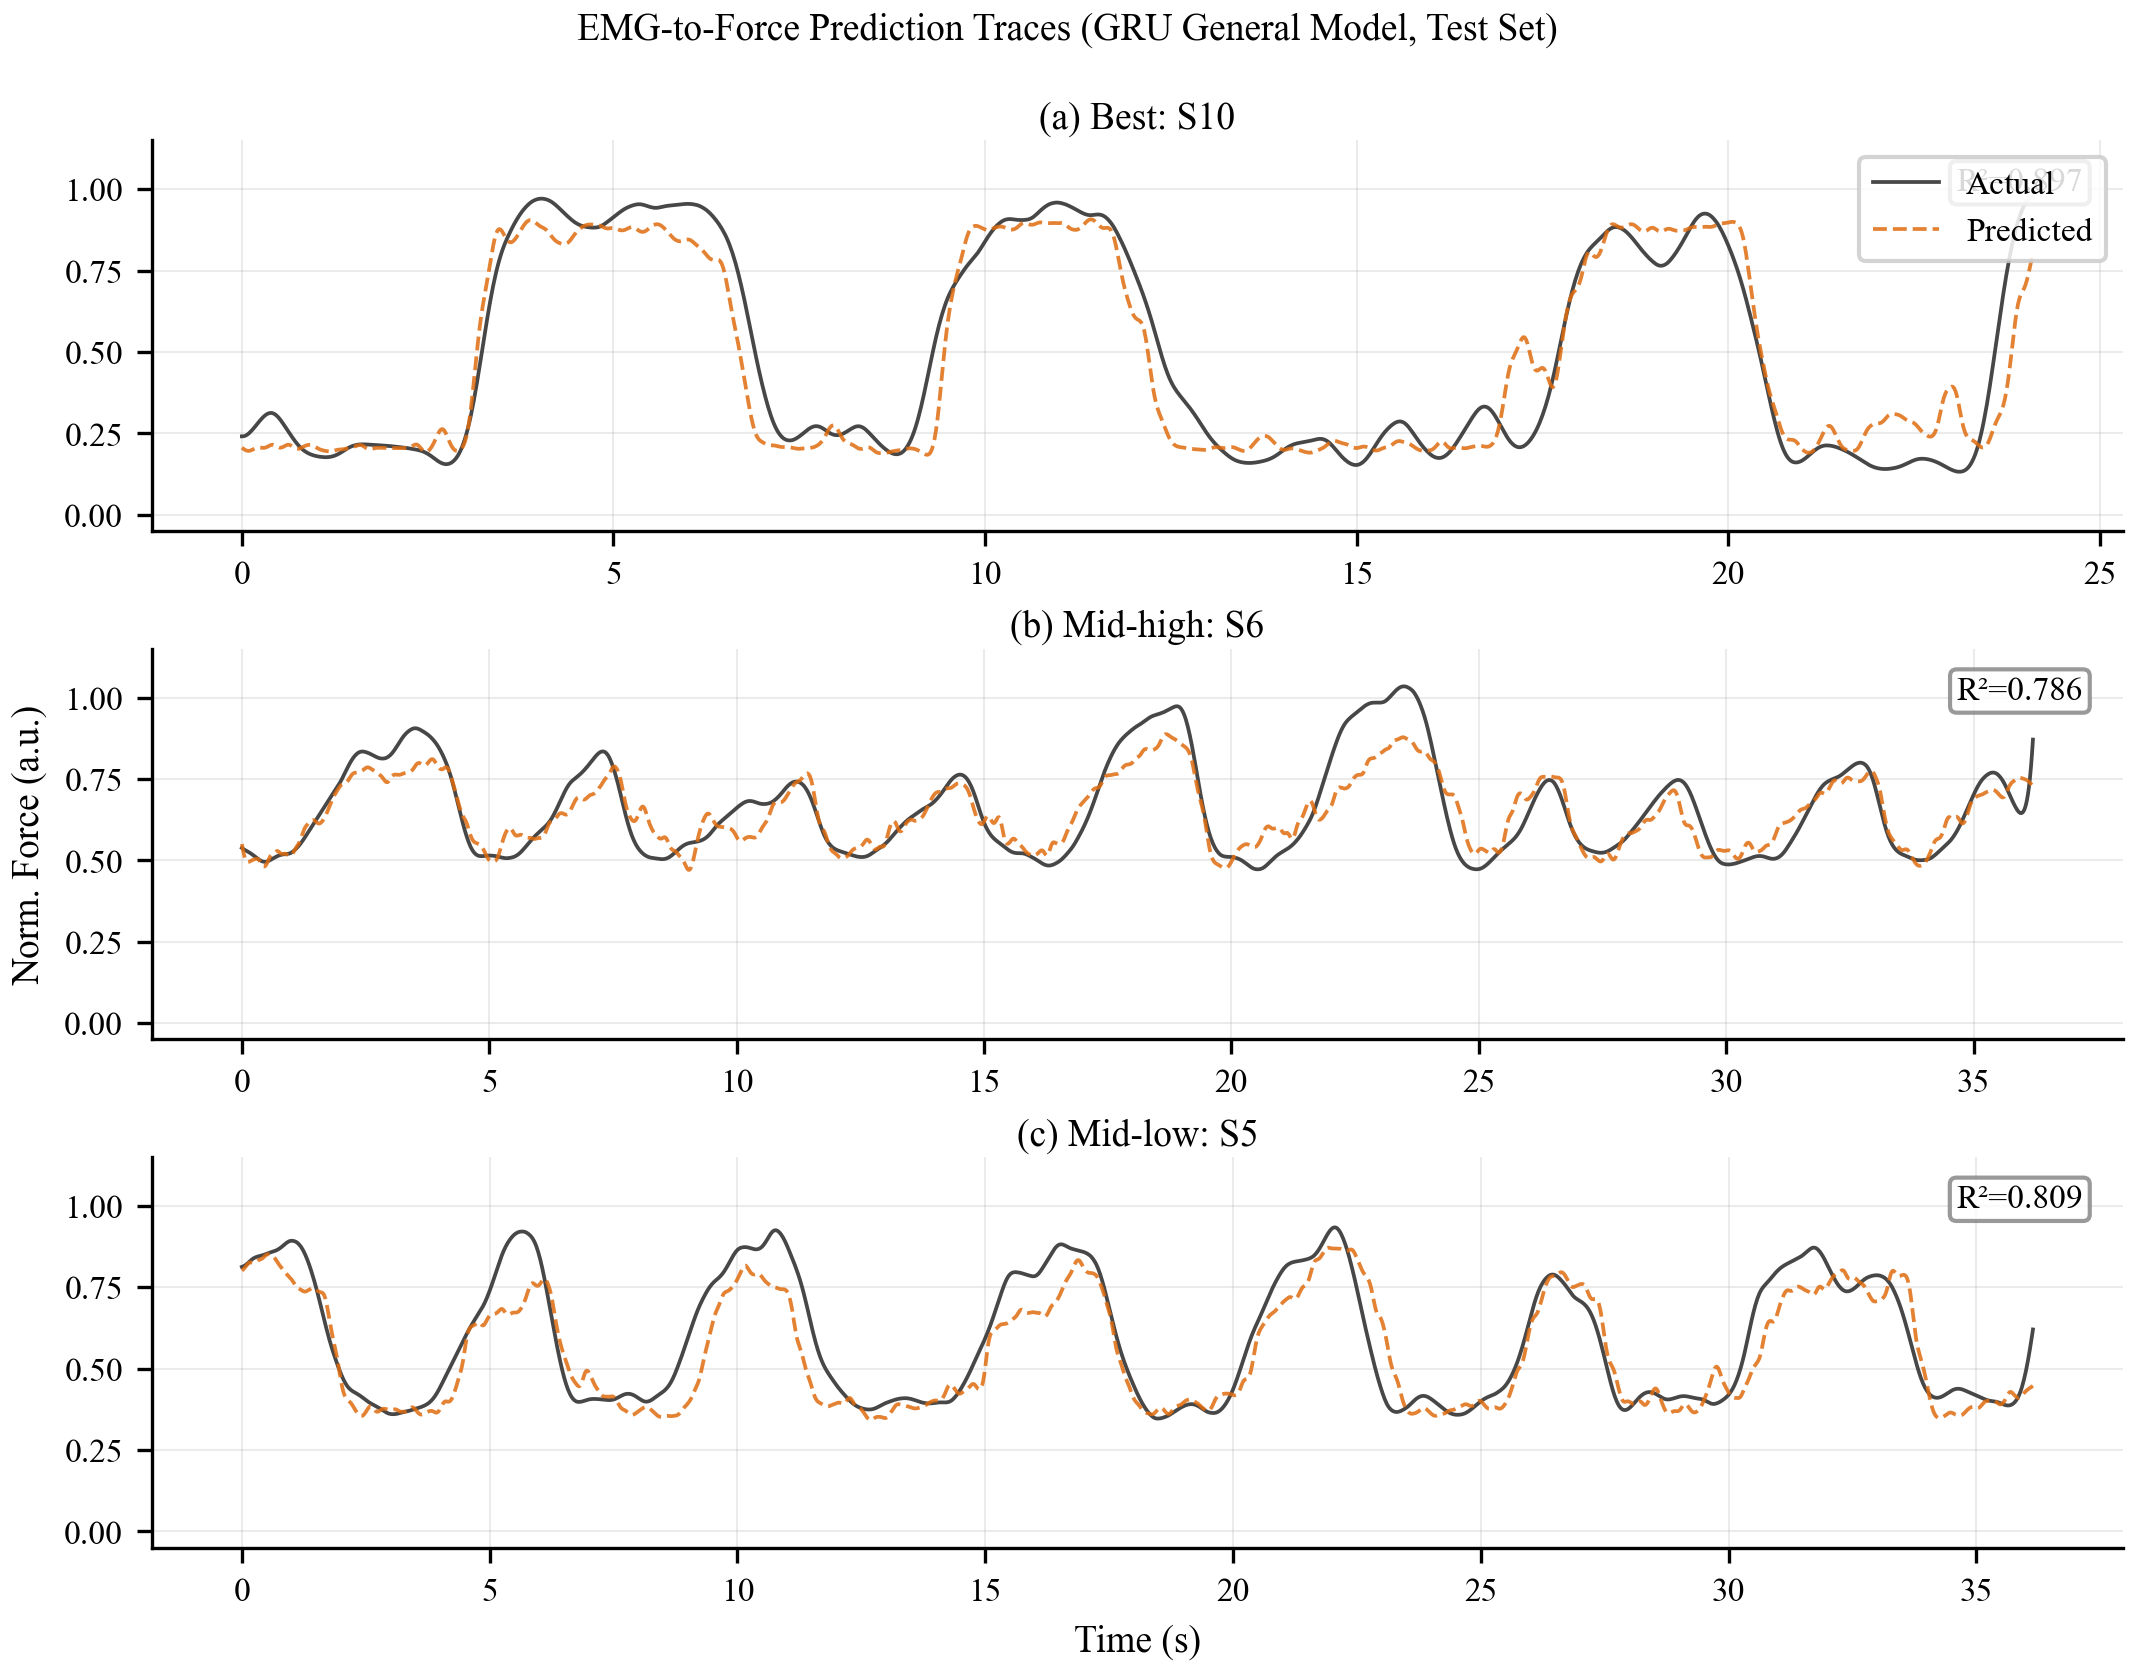 EMG-to-Force Prediction Traces (GRU General Model, Test Set)
(a) Best: S10
R²=0.897
Actual
Predicted
1.00
0.75
0.50
0.25
0.00
0 5 10 15 20 25
(b) Mid-high: S6
R²=0.786
Norm. Force (a.u.)
1.00
0.75
0.50
0.25
0.00
0 5 10 15 20 25 30 35
(c) Mid-low: S5
R²=0.809
1.00
0.75
0.50
0.25
0.00
0 5 10 15 20 25 30 35
Time (s)